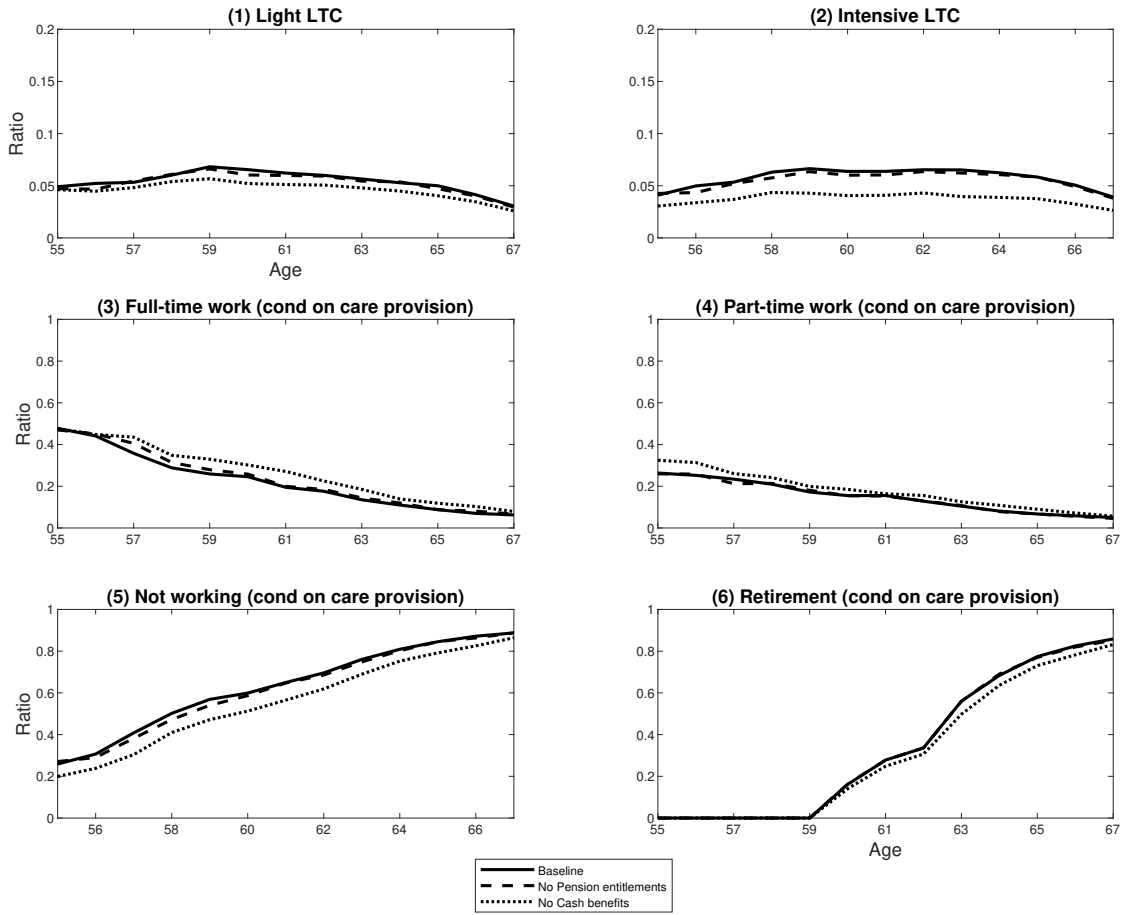 (1) Light LTC
0.2
0.15
0.1
0.05
0
Ratio
55 57 59 61 63 65 67
Age
(2) Intensive LTC
0.2
0.15
0.1
0.05
0
56 58 60 62 64 66
(3) Full-time work (cond on care provision)
1
0.8
0.6
0.4
0.2
0
Ratio
55 57 59 61 63 65 67
(4) Part-time work (cond on care provision)
1
0.8
0.6
0.4
0.2
0
55 57 59 61 63 65 67
(5) Not working (cond on care provision)
1
0.8
0.6
0.4
0.2
0
Ratio
56 58 60 62 64 66
(6) Retirement (cond on care provision)
1
0.8
0.6
0.4
0.2
0
55 57 59 61 63 65 67
Age
Baseline
No Pension entitlements
No Cash benefits